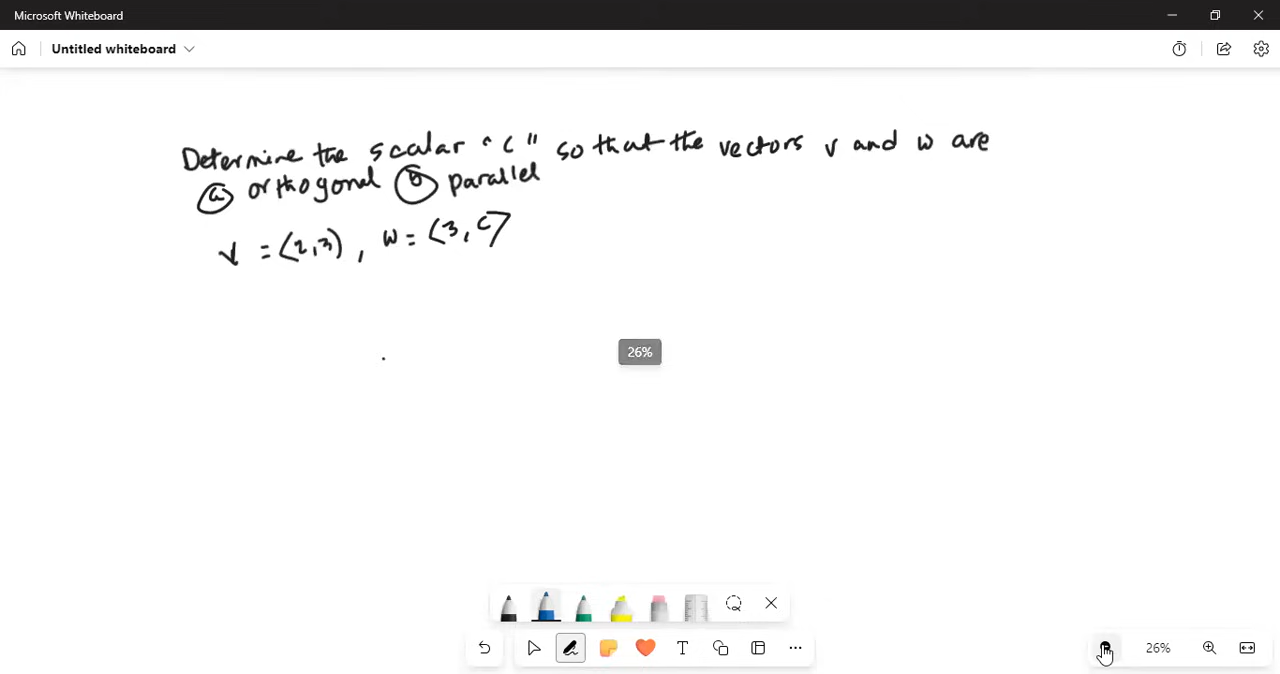 Microsoft Whiteboard
Untitled whiteboard
Determine the scalar "c" so that the vectors v and w are
(a) orthogonal (b) parallel
v = (2,3), w = (3, c)
26%
26%